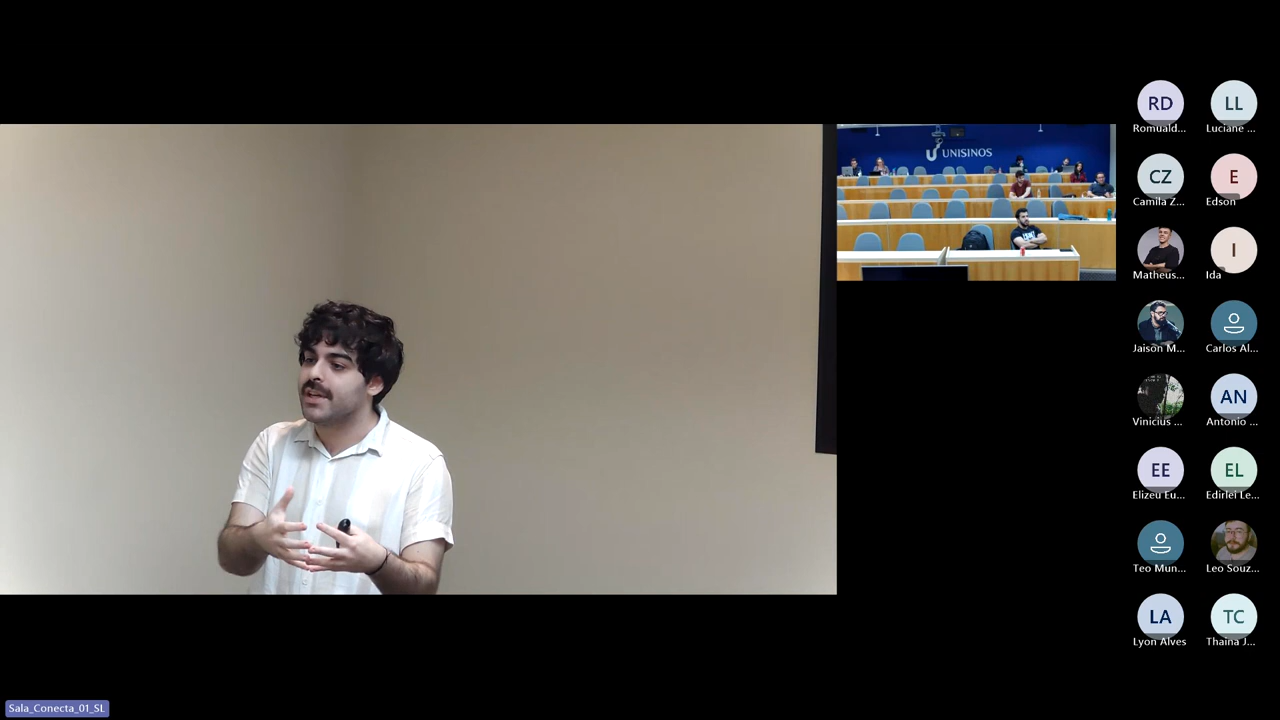 UNISINOS
RD
Romuald...
LL
Luciane ...
CZ
Camila Z...
E
Edson
Matheus...
I
Ida
Jaison M...
Carlos Al...
Vinicius ...
AN
Antonio ...
EE
Elizeu Eu...
EL
Edirlei Le...
Teo Mun...
Leo Souz...
LA
Lyon Alves
TC
Thaina J...
Sala_Conecta_01_SL